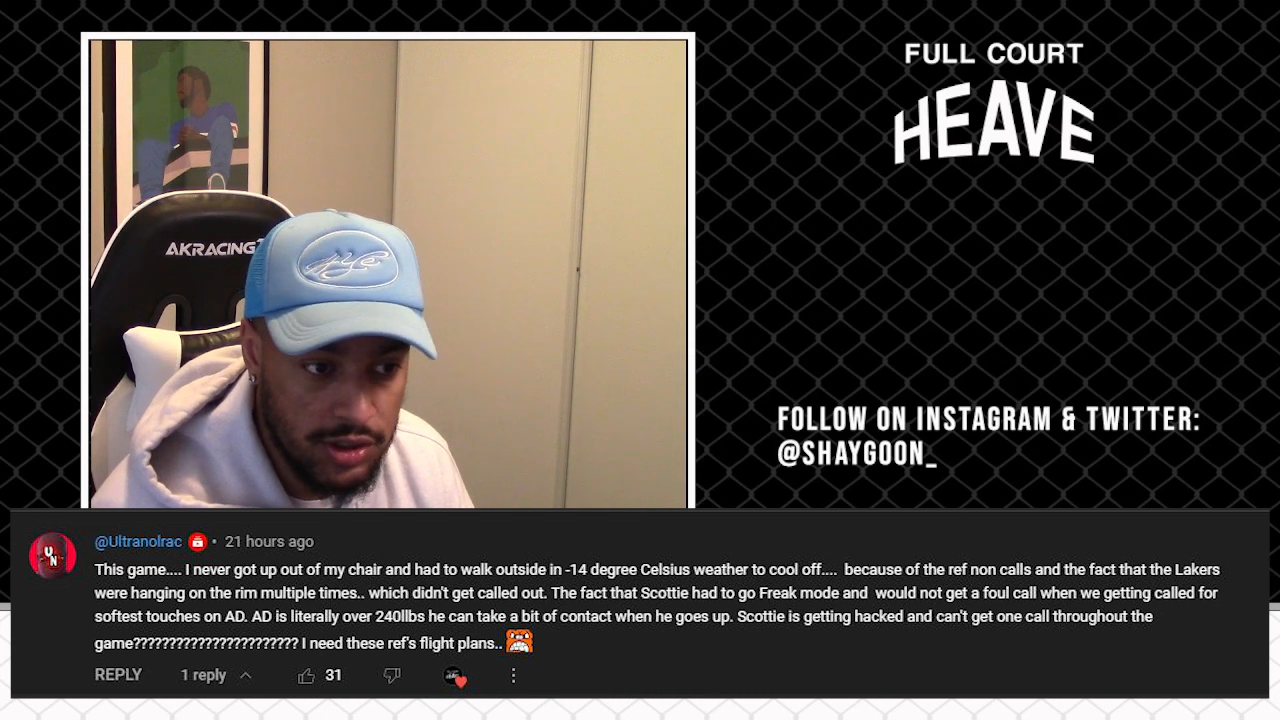 FULL COURT
HEAVE
AKRACING
FOLLOW ON INSTAGRAM & TWITTER:
@SHAYGOON_
UN
@Ultranolrac • 21 hours ago
This game.... I never got up out of my chair and had to walk outside in -14 degree Celsius weather to cool off.... because of the ref non calls and the fact that the Lakers
were hanging on the rim multiple times.. which didn't get called out. The fact that Scottie had to go Freak mode and would not get a foul call when we getting called for
softest touches on AD. AD is literally over 240llbs he can take a bit of contact when he goes up. Scottie is getting hacked and can't get one call throughout the
game??????????????????????? I need these ref's flight plans..
REPLY 1 reply 31